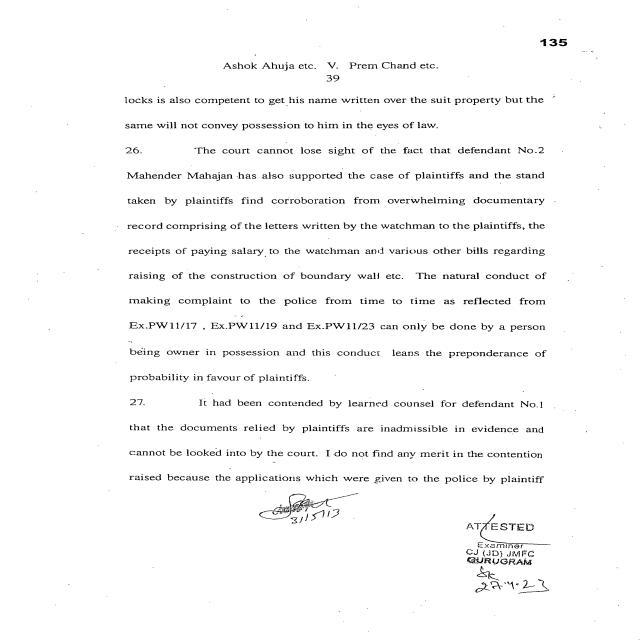 135
Ashok Ahuja etc. V. Prem Chand etc.
39
locks is also competent to get his name written over the suit property but the
same will not convey possession to him in the eyes of law.
26. The court cannot lose sight of the fact that defendant No.2
Mahender Mahajan has also supported the case of plaintiffs and the stand
taken by plaintiffs find corroboration from overwhelming documentary
record comprising of the letters written by the watchman to the plaintiffs, the
receipts of paying salary to the watchman and various other bills regarding
raising of the construction of boundary wall etc. The natural conduct of
making complaint to the police from time to time as reflected from
Ex.PW11/17 , Ex.PW11/19 and Ex.PW11/23 can only be done by a person
being owner in possession and this conduct leans the preponderance of
probability in favour of plaintiffs.
27. It had been contended by learned counsel for defendant No.1
that the documents relied by plaintiffs are inadmissible in evidence and
cannot be looked into by the court. I do not find any merit in the contention
raised because the applications which were given to the police by plaintiff
31/5/13
ATTESTED
Examiner
CJ (JD) JMFC
GURUGRAM
27.4.23